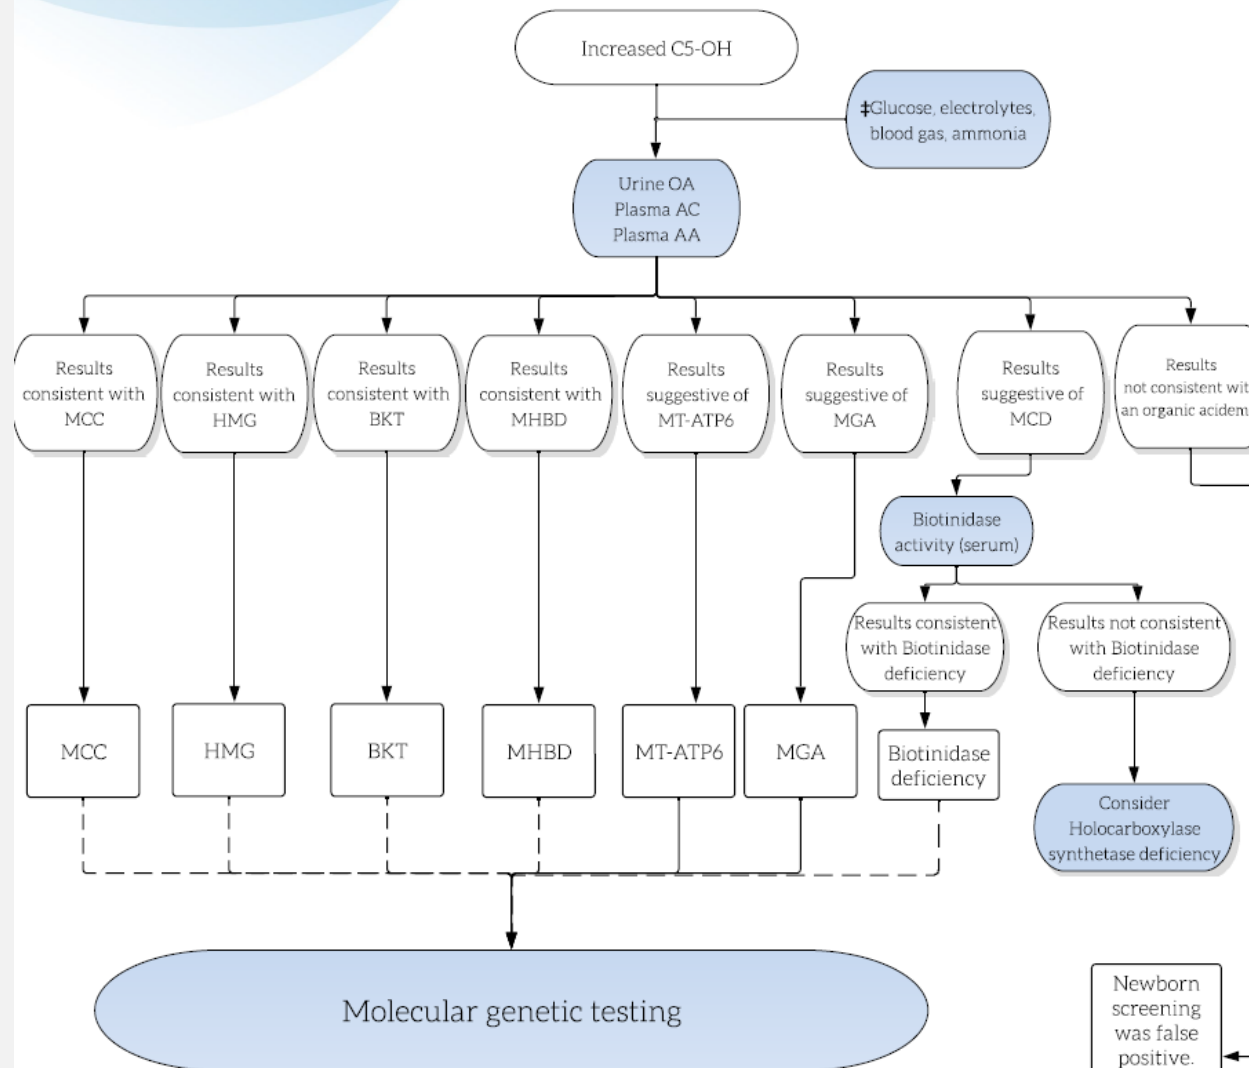 Increased C5-OH
‡Glucose, electrolytes,
blood gas, ammonia
Urine OA
Plasma AC
Plasma AA
Results
consistent with
MCC
Results
consistent with
HMG
Results
consistent with
BKT
Results
consistent with
MHBD
Results
suggestive of
MT-ATP6
Results
suggestive of
MGA
Results
suggestive of
MCD
Results
not consistent wit
an organic acidem
Biotinidase
activity (serum)
Results consistent
with Biotinidase
deficiency
Results not consistent
with Biotinidase
deficiency
MCC
HMG
BKT
MHBD
MT-ATP6
MGA
Biotinidase
deficiency
Consider
Holocarboxylase
synthetase deficiency
Molecular genetic testing
Newborn
screening
was false
positive.